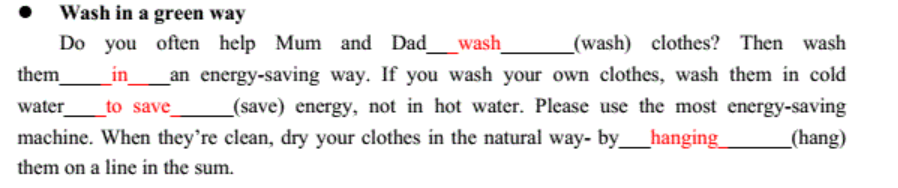 ● Wash in a green way
Do you often help Mum and Dad___wash_______(wash) clothes? Then wash
them_____in____an energy-saving way. If you wash your own clothes, wash them in cold
water____to save______(save) energy, not in hot water. Please use the most energy-saving
machine. When they're clean, dry your clothes in the natural way- by___hanging_______(hang)
them on a line in the sum.